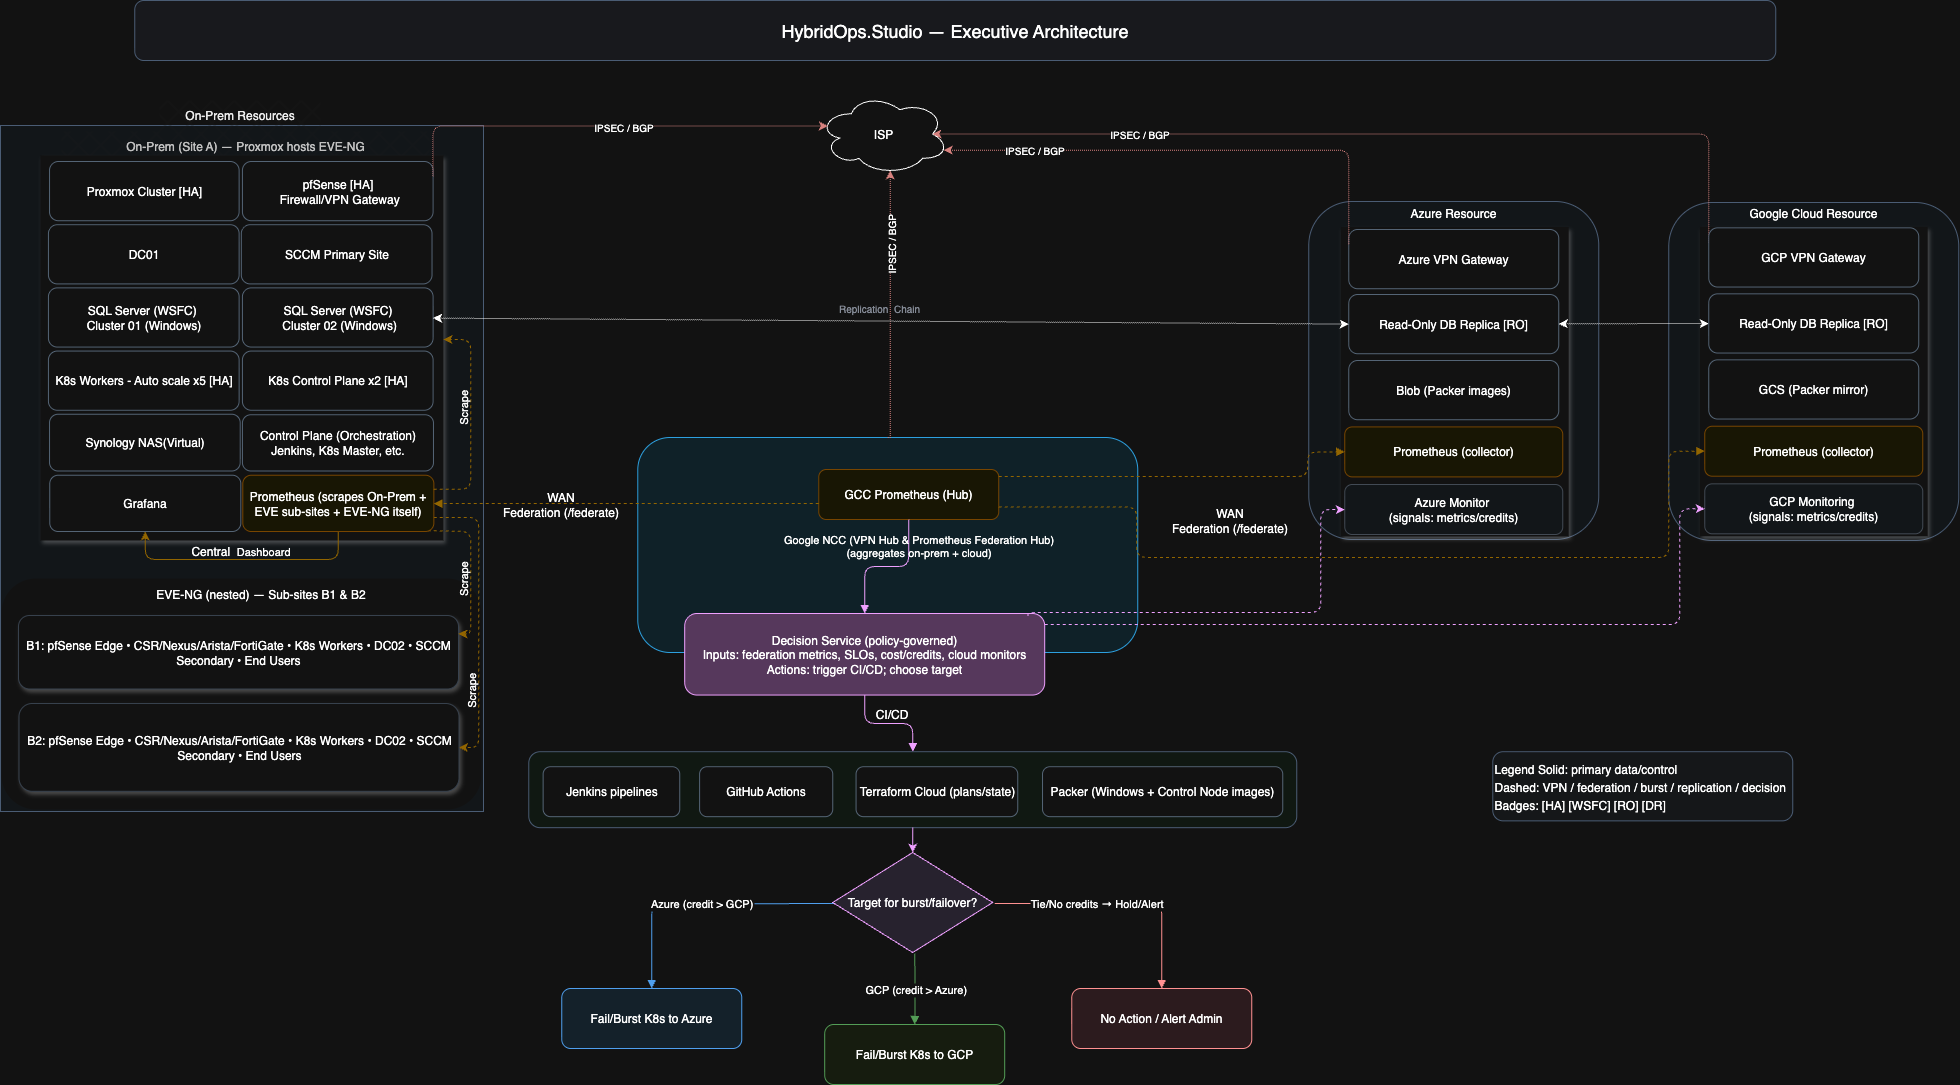 HybridOps.Studio — Executive Architecture
On-Prem Resources
On-Prem (Site A) — Proxmox hosts EVE-NG
Proxmox Cluster [HA]
pfSense [HA]
Firewall/VPN Gateway
DC01
SCCM Primary Site
SQL Server (WSFC)
Cluster 01 (Windows)
SQL Server (WSFC)
Cluster 02 (Windows)
K8s Workers - Auto scale x5 [HA]
K8s Control Plane x2 [HA]
Synology NAS(Virtual)
Control Plane (Orchestration)
Jenkins, K8s Master, etc.
Grafana
Prometheus (scrapes On-Prem +
EVE sub-sites + EVE-NG itself)
Central Dashboard
Scrape
Scrape
Scrape
EVE-NG (nested) — Sub-sites B1 & B2
B1: pfSense Edge • CSR/Nexus/Arista/FortiGate • K8s Workers • DC02 • SCCM
Secondary • End Users
B2: pfSense Edge • CSR/Nexus/Arista/FortiGate • K8s Workers • DC02 • SCCM
Secondary • End Users
IPSEC / BGP
ISP
IPSEC / BGP
IPSEC / BGP
IPSEC / BGP
Replication Chain
Azure Resource
Azure VPN Gateway
Read-Only DB Replica [RO]
Blob (Packer images)
Prometheus (collector)
Azure Monitor
(signals: metrics/credits)
Google Cloud Resource
GCP VPN Gateway
Read-Only DB Replica [RO]
GCS (Packer mirror)
Prometheus (collector)
GCP Monitoring
(signals: metrics/credits)
WAN
Federation (/federate)
GCC Prometheus (Hub)
WAN
Federation (/federate)
Google NCC (VPN Hub & Prometheus Federation Hub)
(aggregates on-prem + cloud)
Decision Service (policy-governed)
Inputs: federation metrics, SLOs, cost/credits, cloud monitors
Actions: trigger CI/CD; choose target
CI/CD
Jenkins pipelines
GitHub Actions
Terraform Cloud (plans/state)
Packer (Windows + Control Node images)
Legend Solid: primary data/control
Dashed: VPN / federation / burst / replication / decision
Badges: [HA] [WSFC] [RO] [DR]
Target for burst/failover?
Azure (credit > GCP)
Tie/No credits → Hold/Alert
GCP (credit > Azure)
Fail/Burst K8s to Azure
Fail/Burst K8s to GCP
No Action / Alert Admin